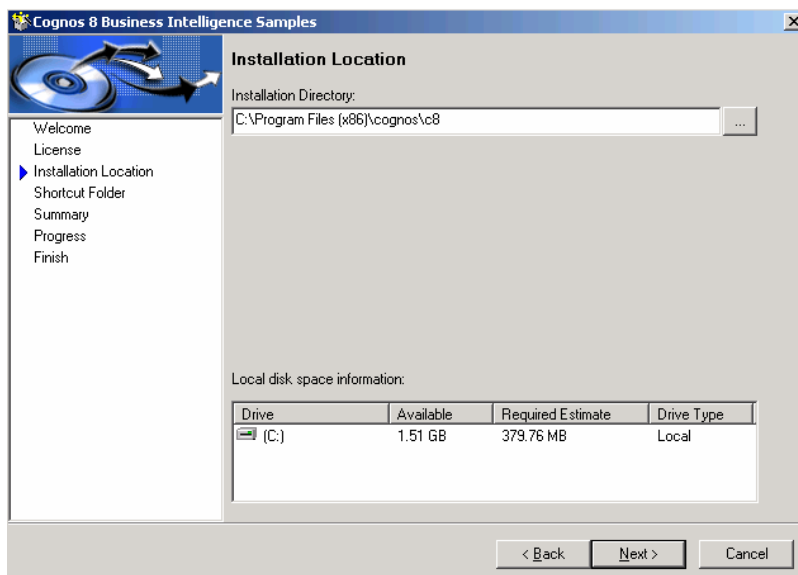 Cognos 8 Business Intelligence Samples
Welcome
License
Installation Location
Shortcut Folder
Summary
Progress
Finish
Installation Location
Installation Directory:
C:\Program Files (x86)\cognos\c8
...
Local disk space information:
Drive Available Required Estimate Drive Type
(C:) 1.51 GB 379.76 MB Local
< Back Next > Cancel